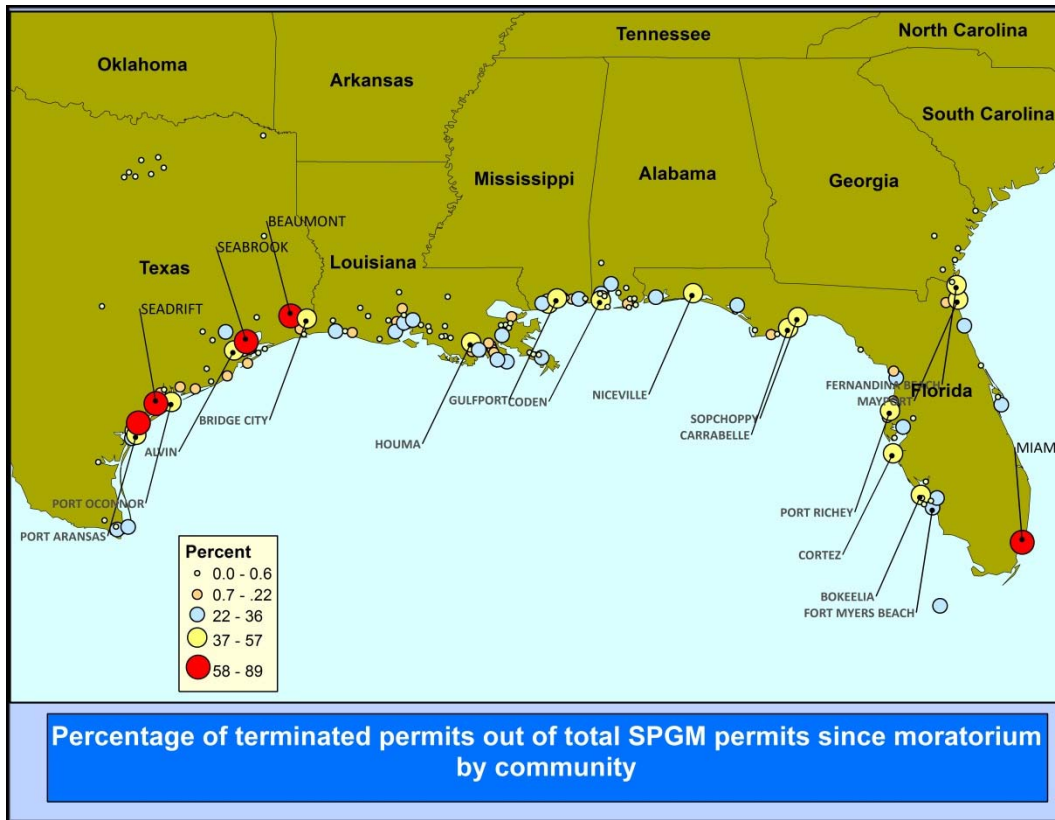 North Carolina
Tennessee
Oklahoma
Arkansas
South Carolina
Mississippi
Alabama
Georgia
BEAUMONT
SEABROOK
Louisiana
Texas
SEADRIFT
FERNANDINA BEACH
Florida
MAYPORT
GULFPORT
CODEN
NICEVILLE
BRIDGE CITY
SOPCHOPPY
CARRABELLE
HOUMA
ALVIN
MIAM
PORT OCONNOR
PORT RICHEY
PORT ARANSAS
CORTEZ
BOKEELIA
FORT MYERS BEACH
Percent
0.0 - 0.6
0.7 - .22
22 - 36
37 - 57
58 - 89
Percentage of terminated permits out of total SPGM permits since moratorium
by community